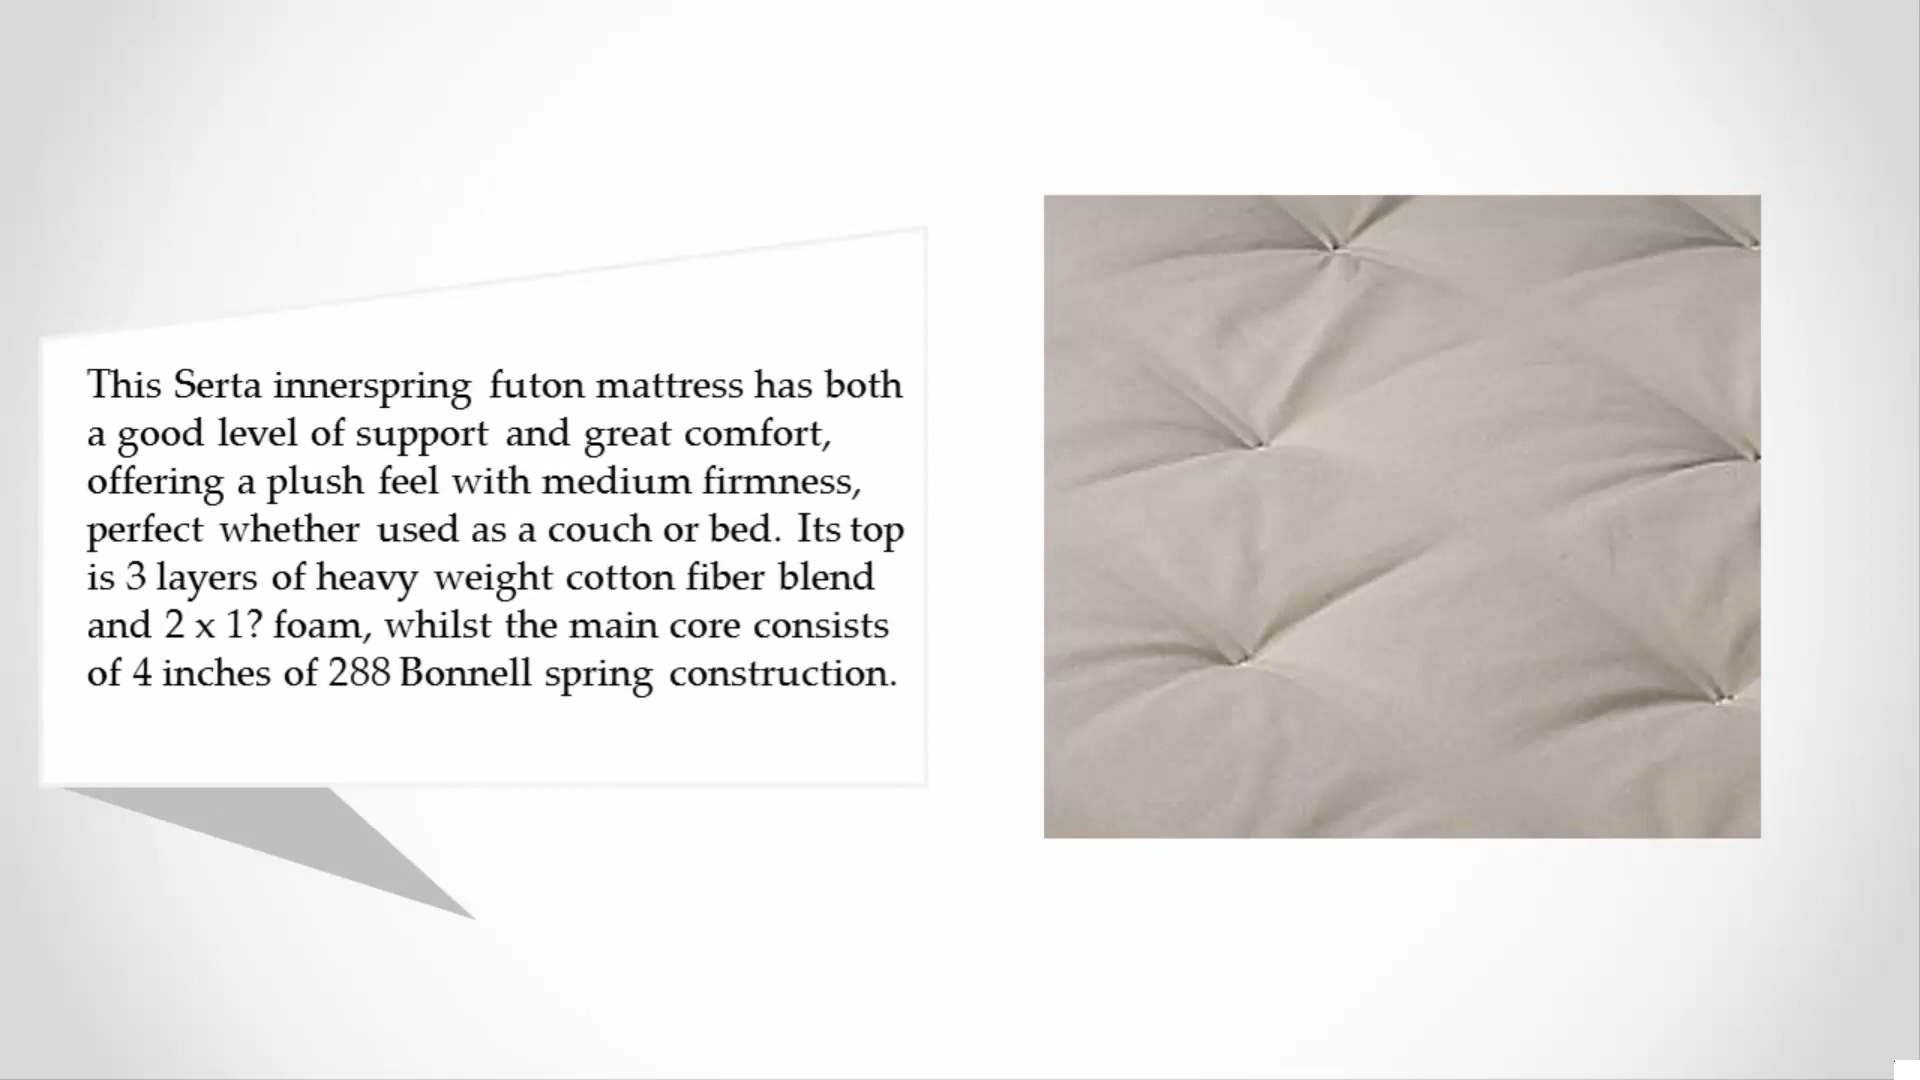 This Serta innerspring futon mattress has both
a good level of support and great comfort,
offering a plush feel with medium firmness,
perfect whether used as a couch or bed. Its top
is 3 layers of heavy weight cotton fiber blend
and 2 x 1? foam, whilst the main core consists
of 4 inches of 288 Bonnell spring construction.